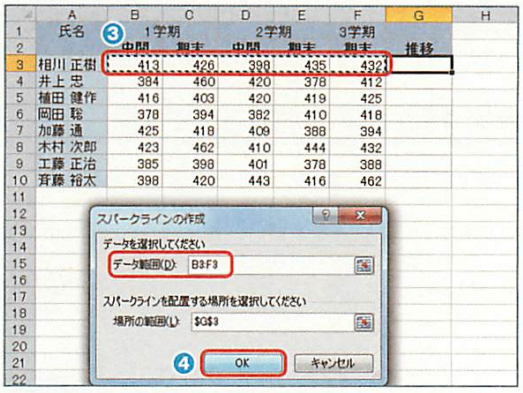 A B C D E F G H
1 氏名 ③ 1学期 2学期 3学期
2 中間 期末 中間 期末 期末 推移
3 相川 正樹 413 426 398 435 432
4 井上 忠 384 460 420 378 412
5 植田 健作 416 403 420 419 425
6 岡田 聡 378 394 382 410 418
7 加藤 通 425 418 409 388 394
8 木村 次郎 423 462 410 444 432
9 工藤 正治 385 398 401 378 388
10 斉藤 裕太 398 420 443 416 462
11
12
13
14
15
16
17
18
19
20
21
22
スパークラインの作成 ?
データを選択してください
データ範囲(D): B3:F3
スパークラインを配置する場所を選択してください
場所の範囲(L): $G$3
④ OK キャンセル